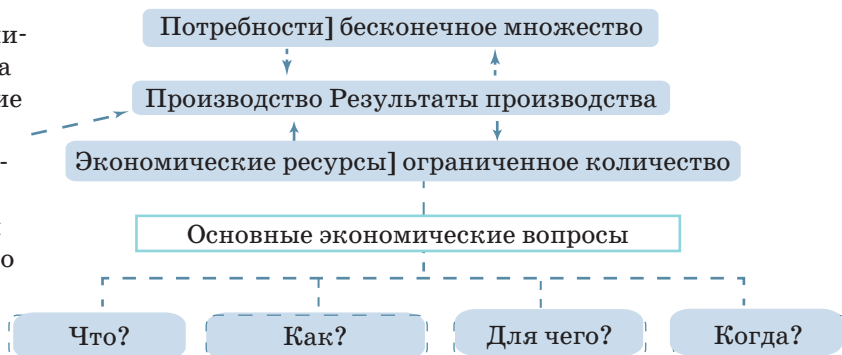 Потребности] бесконечное множество
Производство Результаты производства
Экономические ресурсы] ограниченное количество
Основные экономические вопросы
Что? Как? Для чего? Когда?